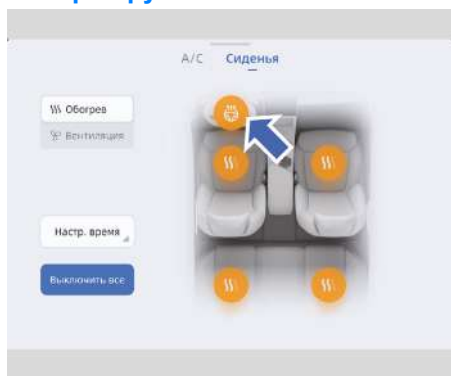 A/C Сиденья
Обогрев
Вентиляция
Настр. время
Выключить все